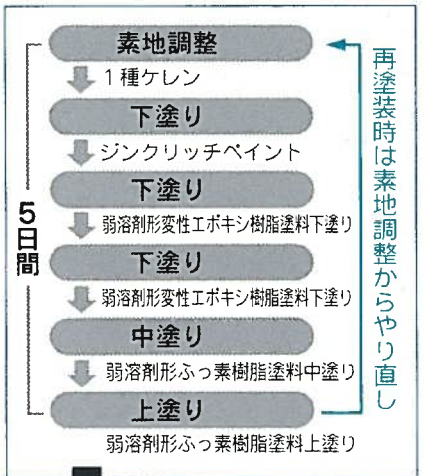 素地調整
1種ケレン
下塗り
ジンクリッチペイント
下塗り
弱溶剤形変性エポキシ樹脂塗料下塗り
下塗り
弱溶剤形変性エポキシ樹脂塗料下塗り
中塗り
弱溶剤形ふっ素樹脂塗料中塗り
上塗り
弱溶剤形ふっ素樹脂塗料上塗り
5日間
再塗装時は素地調整からやり直し